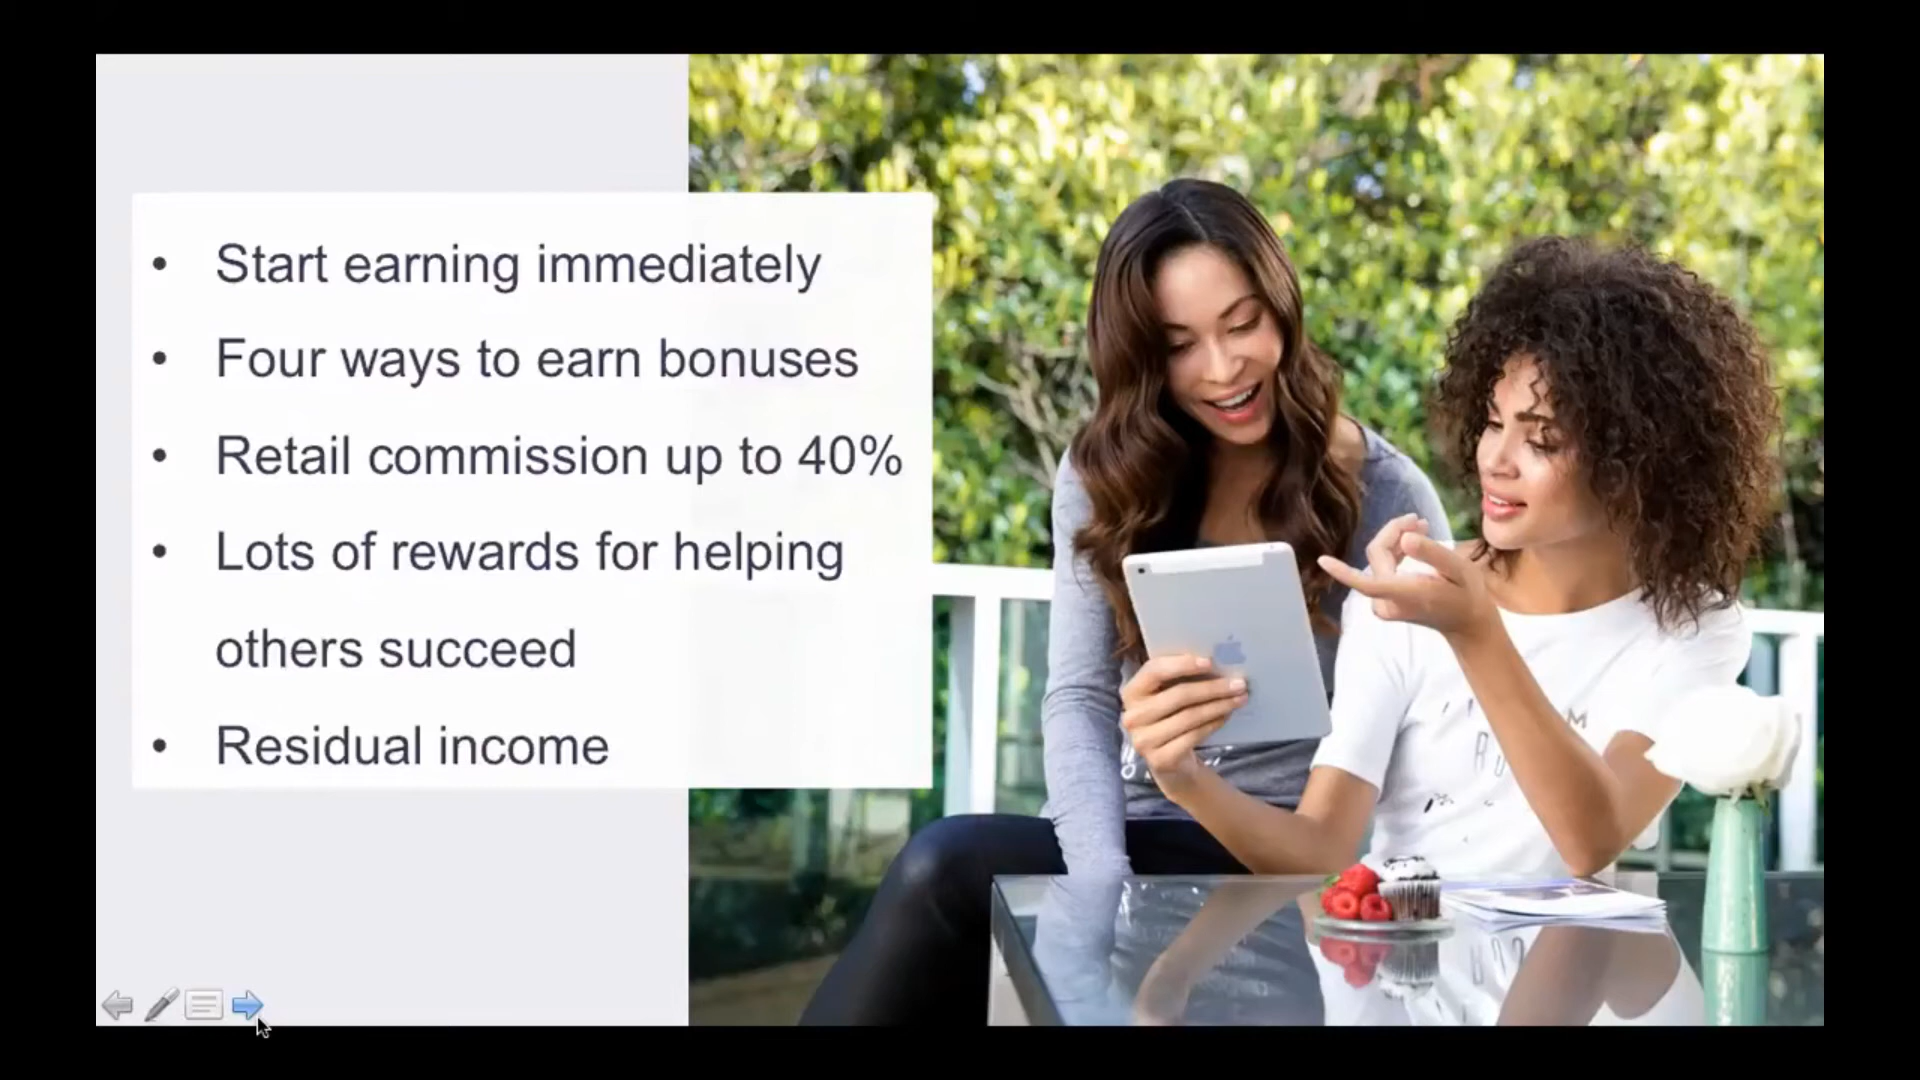 • Start earning immediately
• Four ways to earn bonuses
• Retail commission up to 40%
• Lots of rewards for helping
others succeed
• Residual income